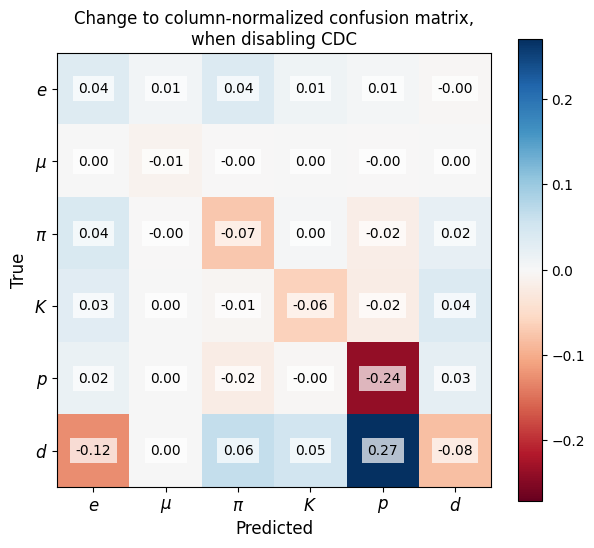 Change to column-normalized confusion matrix,
when disabling CDC
e 0.04 0.01 0.04 0.01 0.01 -0.00
μ 0.00 -0.01 -0.00 0.00 -0.00 0.00
π 0.04 -0.00 -0.07 0.00 -0.02 0.02
K 0.03 0.00 -0.01 -0.06 -0.02 0.04
p 0.02 0.00 -0.02 -0.00 -0.24 0.03
d -0.12 0.00 0.06 0.05 0.27 -0.08
e μ π K p d
Predicted
True
0.2
0.1
0.0
−0.1
−0.2